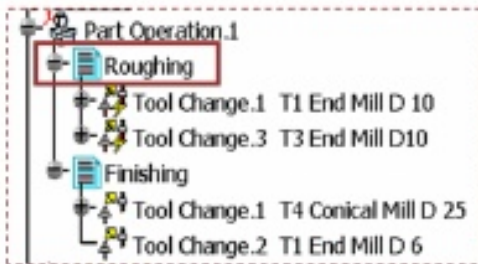 Part Operation.1
Roughing
Tool Change.1 T1 End Mill D 10
Tool Change.3 T3 End Mill D10
Finishing
Tool Change.1 T4 Conical Mill D 25
Tool Change.2 T1 End Mill D 6